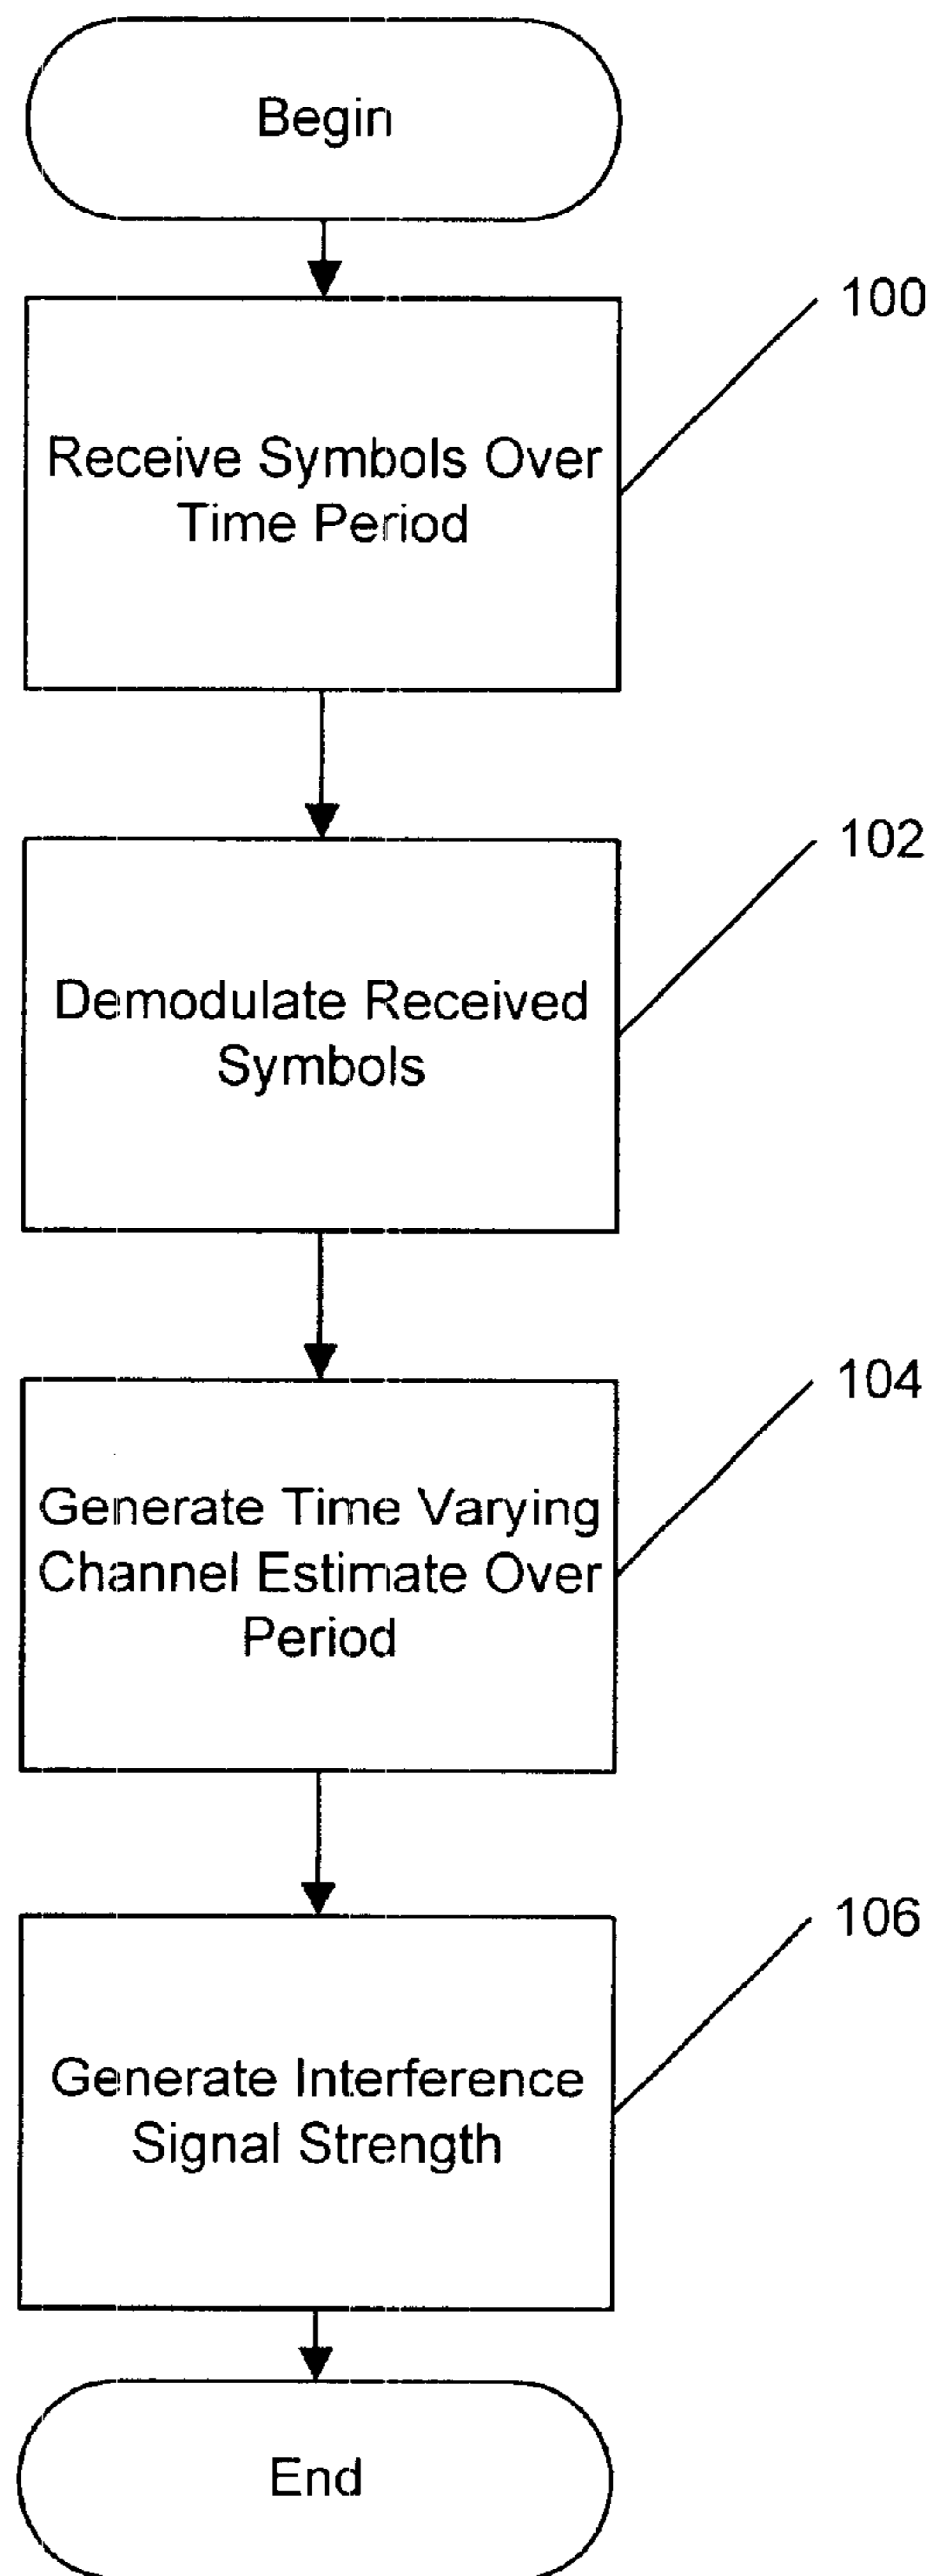 Begin
100
Receive Symbols Over
Time Period
102
Demodulate Received
Symbols
104
Generate Time Varying
Channel Estimate Over
Period
106
Generate Interference
Signal Strength
End